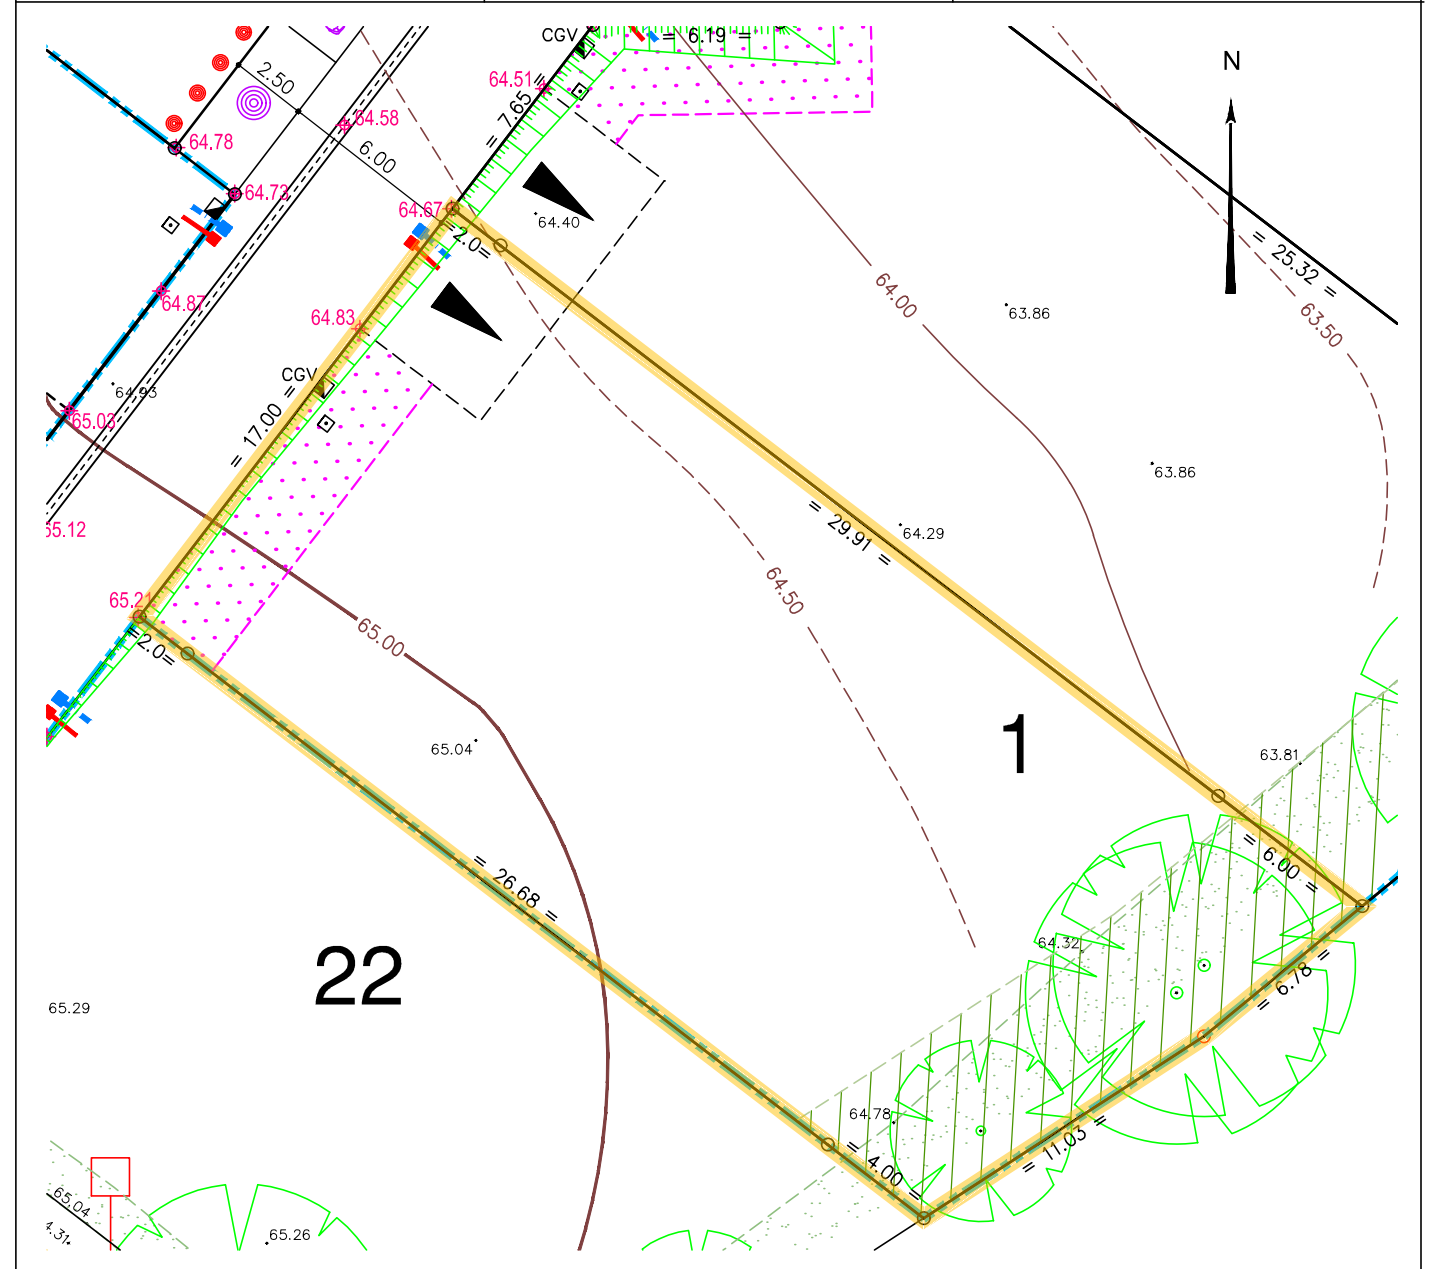 CGV
= 6.19 =
N
2.50
64.51
= 7.65 =
64.58
64.78
6.00
64.73
64.67
64.40
=2.0=
= 25.32 =
64.00
63.86
63.50
64.87
64.83
CGV
64.93
65.03
= 17.00 =
63.86
65.12
= 29.91 =
64.29
64.50
65.21
=2.0=
65.00
65.04
1
63.81
= 6.00 =
= 26.68 =
22
64.32
= 6.78 =
65.29
64.78
= 4.00 =
= 11.03 =
65.04
4.31
65.26